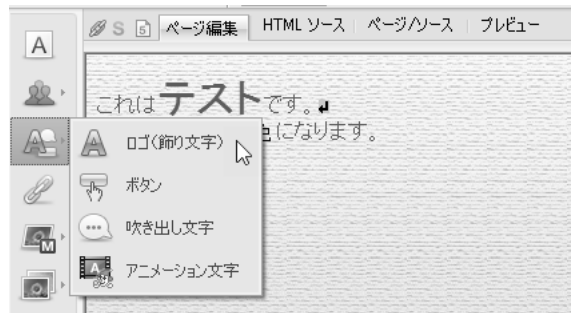 S 5 ページ編集 HTML ソース ページ/ソース プレビュー
A
これはテストです。
になります。
ロゴ(飾り文字)
ボタン
吹き出し文字
アニメーション文字